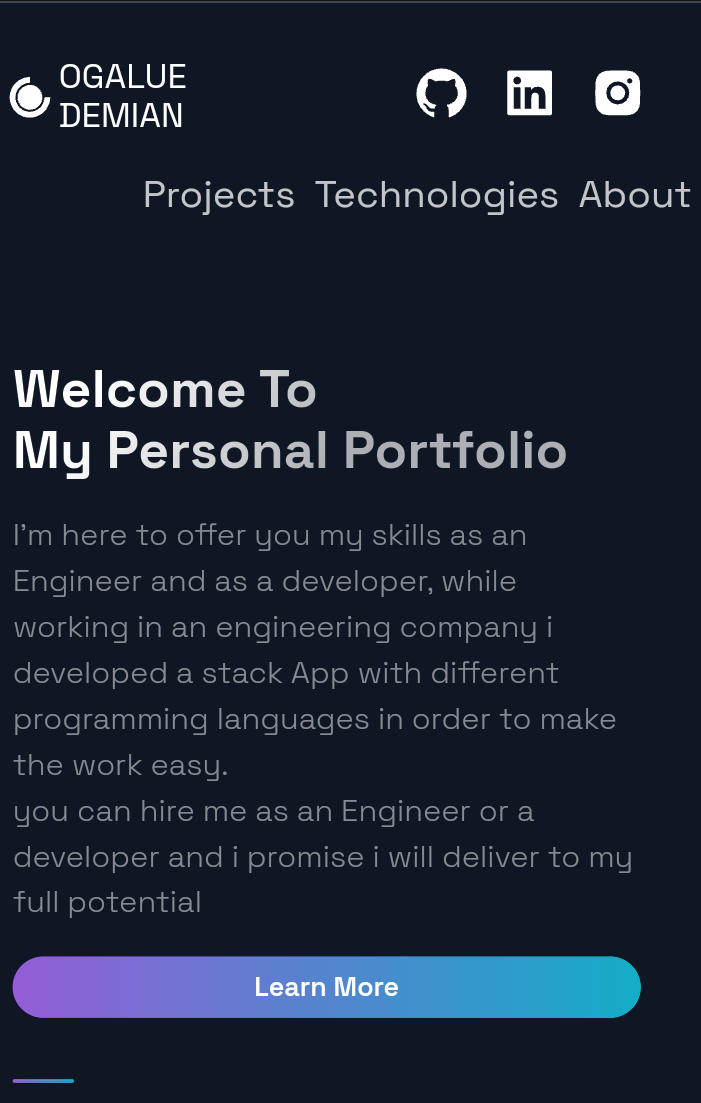 OGALUE
DEMIAN
Projects Technologies About
Welcome To
My Personal Portfolio
I'm here to offer you my skills as an
Engineer and as a developer, while
working in an engineering company i
developed a stack App with different
programming languages in order to make
the work easy.
you can hire me as an Engineer or a
developer and i promise i will deliver to my
full potential
Learn More